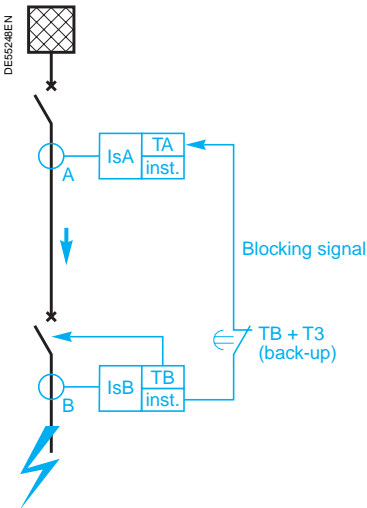 DE55248EN
IsA
TA
inst.
A
Blocking signal
TB + T3
(back-up)
IsB
TB
inst.
B